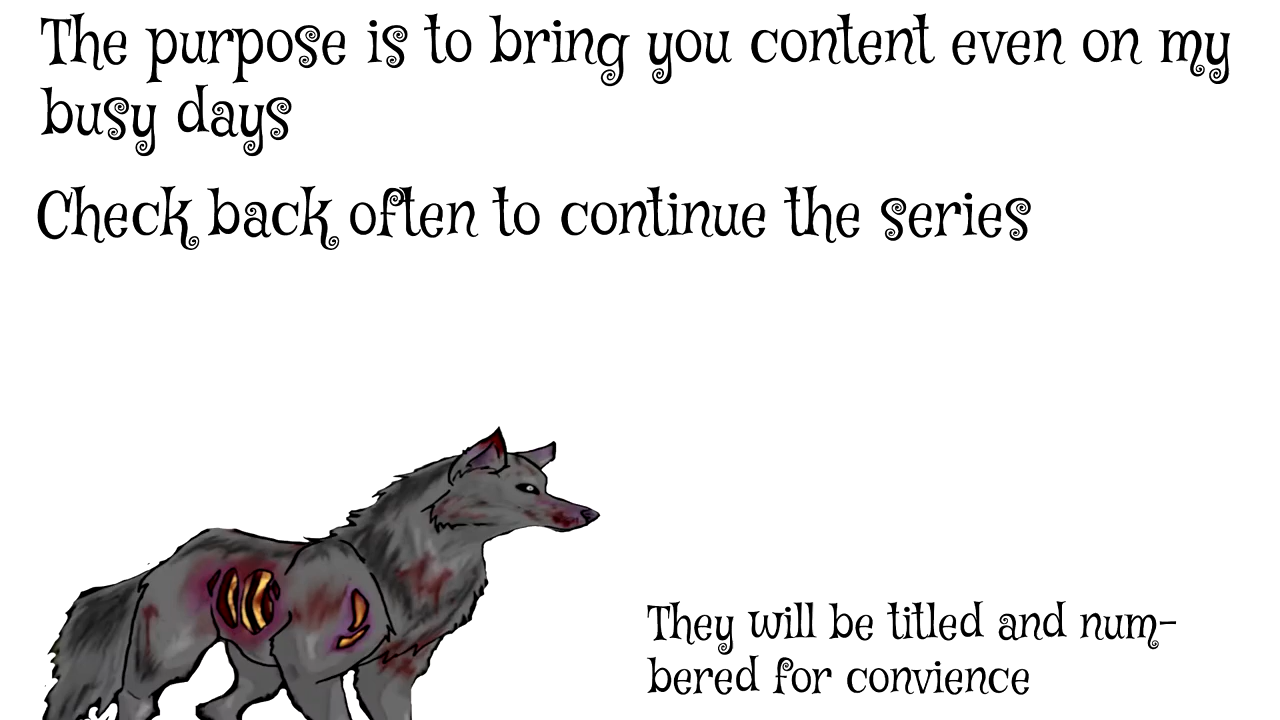 The purpose is to bring you content even on my
busy days
Check back often to continue the series
They will be titled and num-
bered for convience